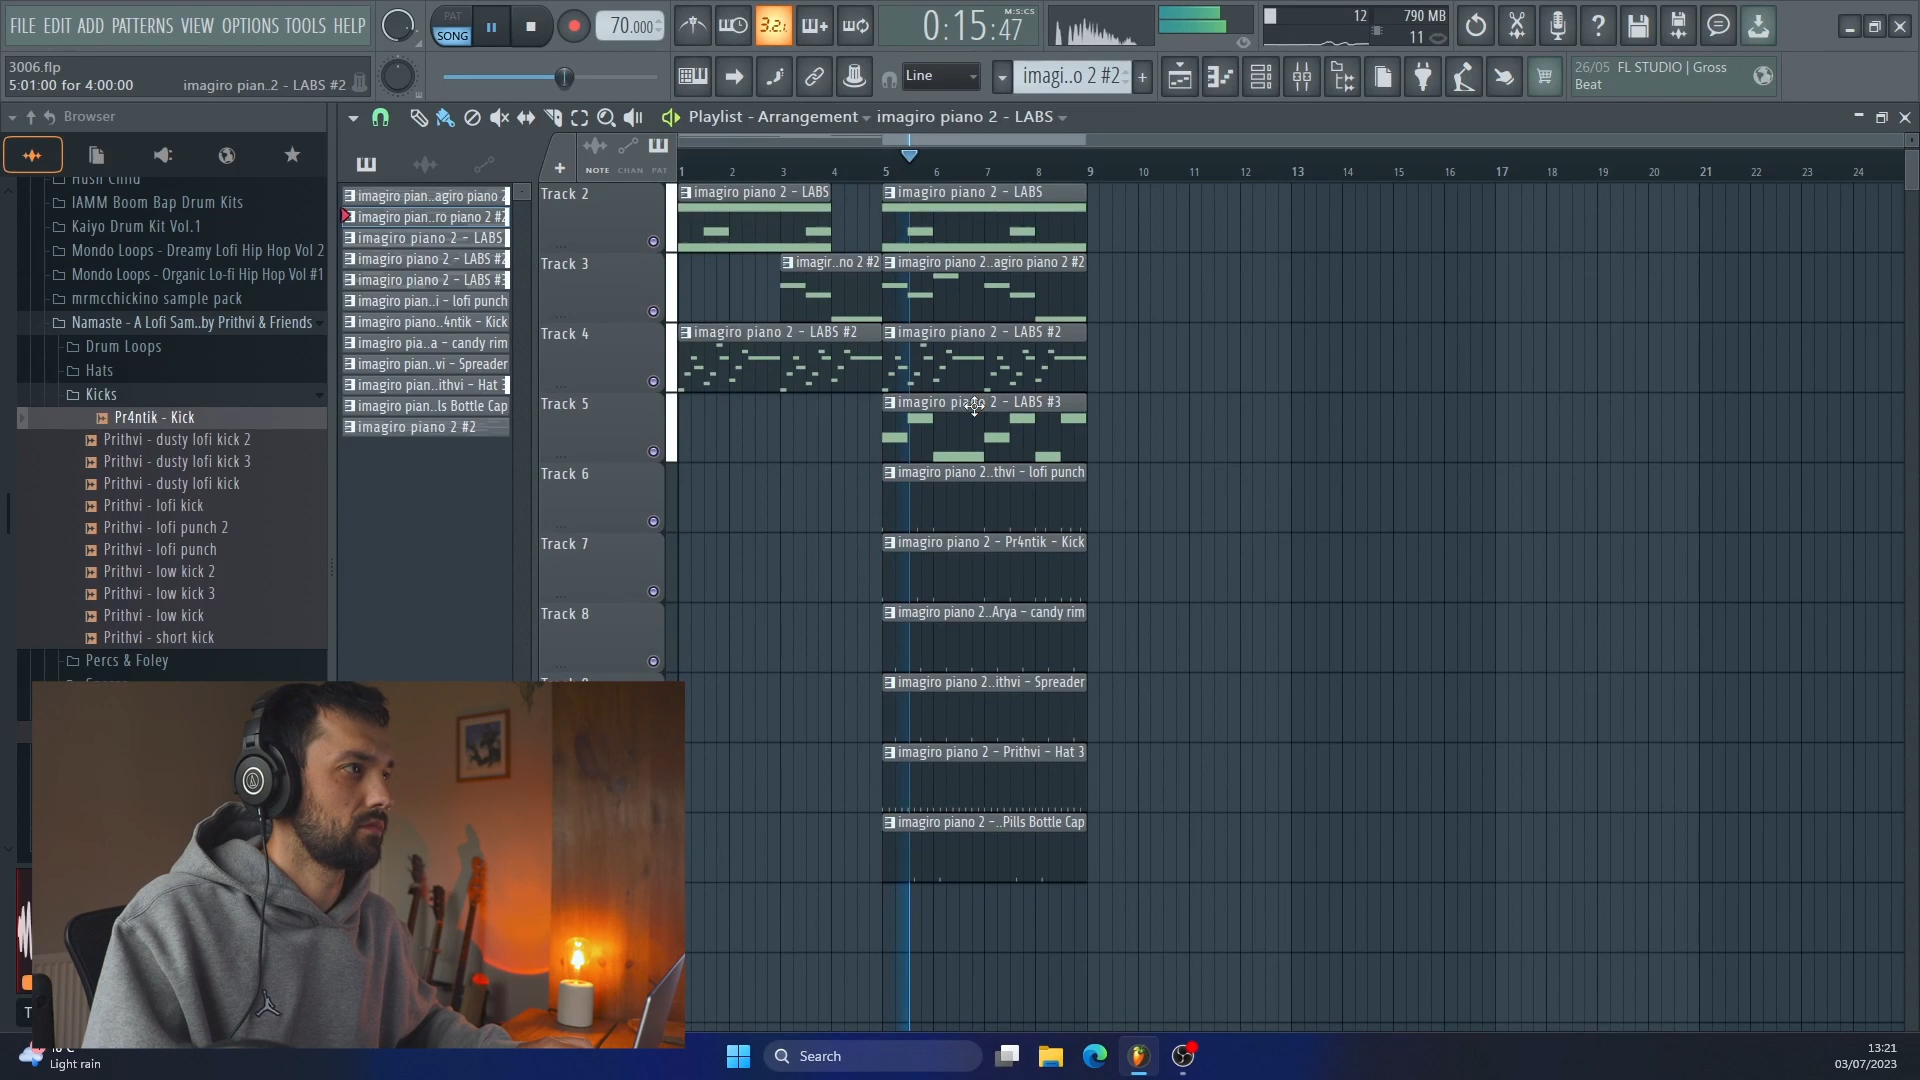 FILE EDIT ADD PATTERNS VIEW OPTIONS TOOLS HELP
PAT
SONG
70.000
3.2.
0:15:47
M:S:CS
12
790 MB
11
3006.flp
5:01:00 for 4:00:00
imagiro pian..2 - LABS #2
Line
imagi..o 2 #2
26/05 FL STUDIO | Gross
Beat
Browser
Playlist - Arrangement
imagiro piano 2 - LABS
NOTE CHAN PAT
1 2 3 4 5 6 7 8 9 10 11 12 13 14 15 16 17 18 19 20 21 22 23 24
Hush Child
IAMM Boom Bap Drum Kits
Kaiyo Drum Kit Vol.1
Mondo Loops - Dreamy Lofi Hip Hop Vol 2
Mondo Loops - Organic Lo-fi Hip Hop Vol #1
mrmcchickino sample pack
Namaste - A Lofi Sam..by Prithvi & Friends
Drum Loops
Hats
Kicks
Pr4ntik - Kick
Prithvi - dusty lofi kick 2
Prithvi - dusty lofi kick 3
Prithvi - dusty lofi kick
Prithvi - lofi kick
Prithvi - lofi punch 2
Prithvi - lofi punch
Prithvi - low kick 2
Prithvi - low kick 3
Prithvi - low kick
Prithvi - short kick
Percs & Foley
imagiro pian..agiro piano 2
imagiro pian..ro piano 2 #2
imagiro piano 2 - LABS
imagiro piano 2 - LABS #2
imagiro piano 2 - LABS #3
imagiro pian..i - lofi punch
imagiro piano..4ntik - Kick
imagiro pia..a - candy rim
imagiro pian..vi - Spreader
imagiro pian..ithvi - Hat 3
imagiro pian..ls Bottle Cap
imagiro piano 2 #2
Track 2
imagiro piano 2 - LABS
imagiro piano 2 - LABS
Track 3
imagir..no 2 #2
imagiro piano 2..agiro piano 2 #2
Track 4
imagiro piano 2 - LABS #2
imagiro piano 2 - LABS #2
Track 5
imagiro piano 2 - LABS #3
Track 6
imagiro piano 2..thvi - lofi punch
Track 7
imagiro piano 2 - Pr4ntik - Kick
Track 8
imagiro piano 2..Arya - candy rim
imagiro piano 2..ithvi - Spreader
imagiro piano 2 - Prithvi - Hat 3
imagiro piano 2 -..Pills Bottle Cap
Light rain
Search
13:21
03/07/2023